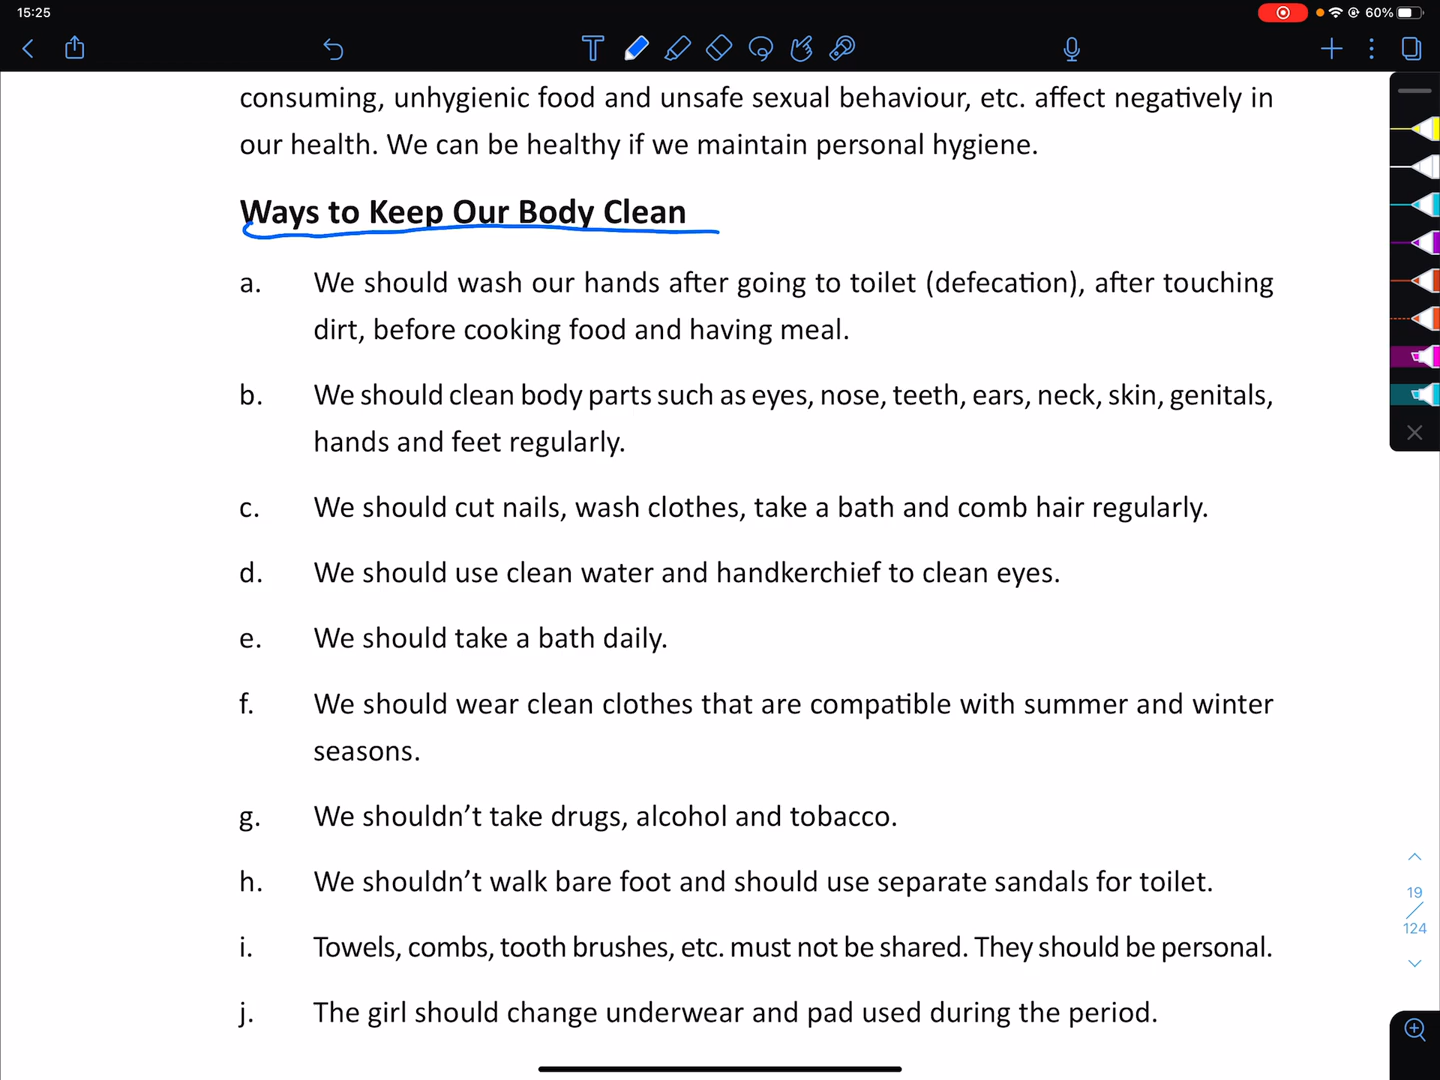 15:25
60%
consuming, unhygienic food and unsafe sexual behaviour, etc. affect negatively in
our health. We can be healthy if we maintain personal hygiene.
Ways to Keep Our Body Clean
a. We should wash our hands after going to toilet (defecation), after touching
dirt, before cooking food and having meal.
b. We should clean body parts such as eyes, nose, teeth, ears, neck, skin, genitals,
hands and feet regularly.
c. We should cut nails, wash clothes, take a bath and comb hair regularly.
d. We should use clean water and handkerchief to clean eyes.
e. We should take a bath daily.
f. We should wear clean clothes that are compatible with summer and winter
seasons.
g. We shouldn’t take drugs, alcohol and tobacco.
h. We shouldn’t walk bare foot and should use separate sandals for toilet.
i. Towels, combs, tooth brushes, etc. must not be shared. They should be personal.
j. The girl should change underwear and pad used during the period.
19
/
124